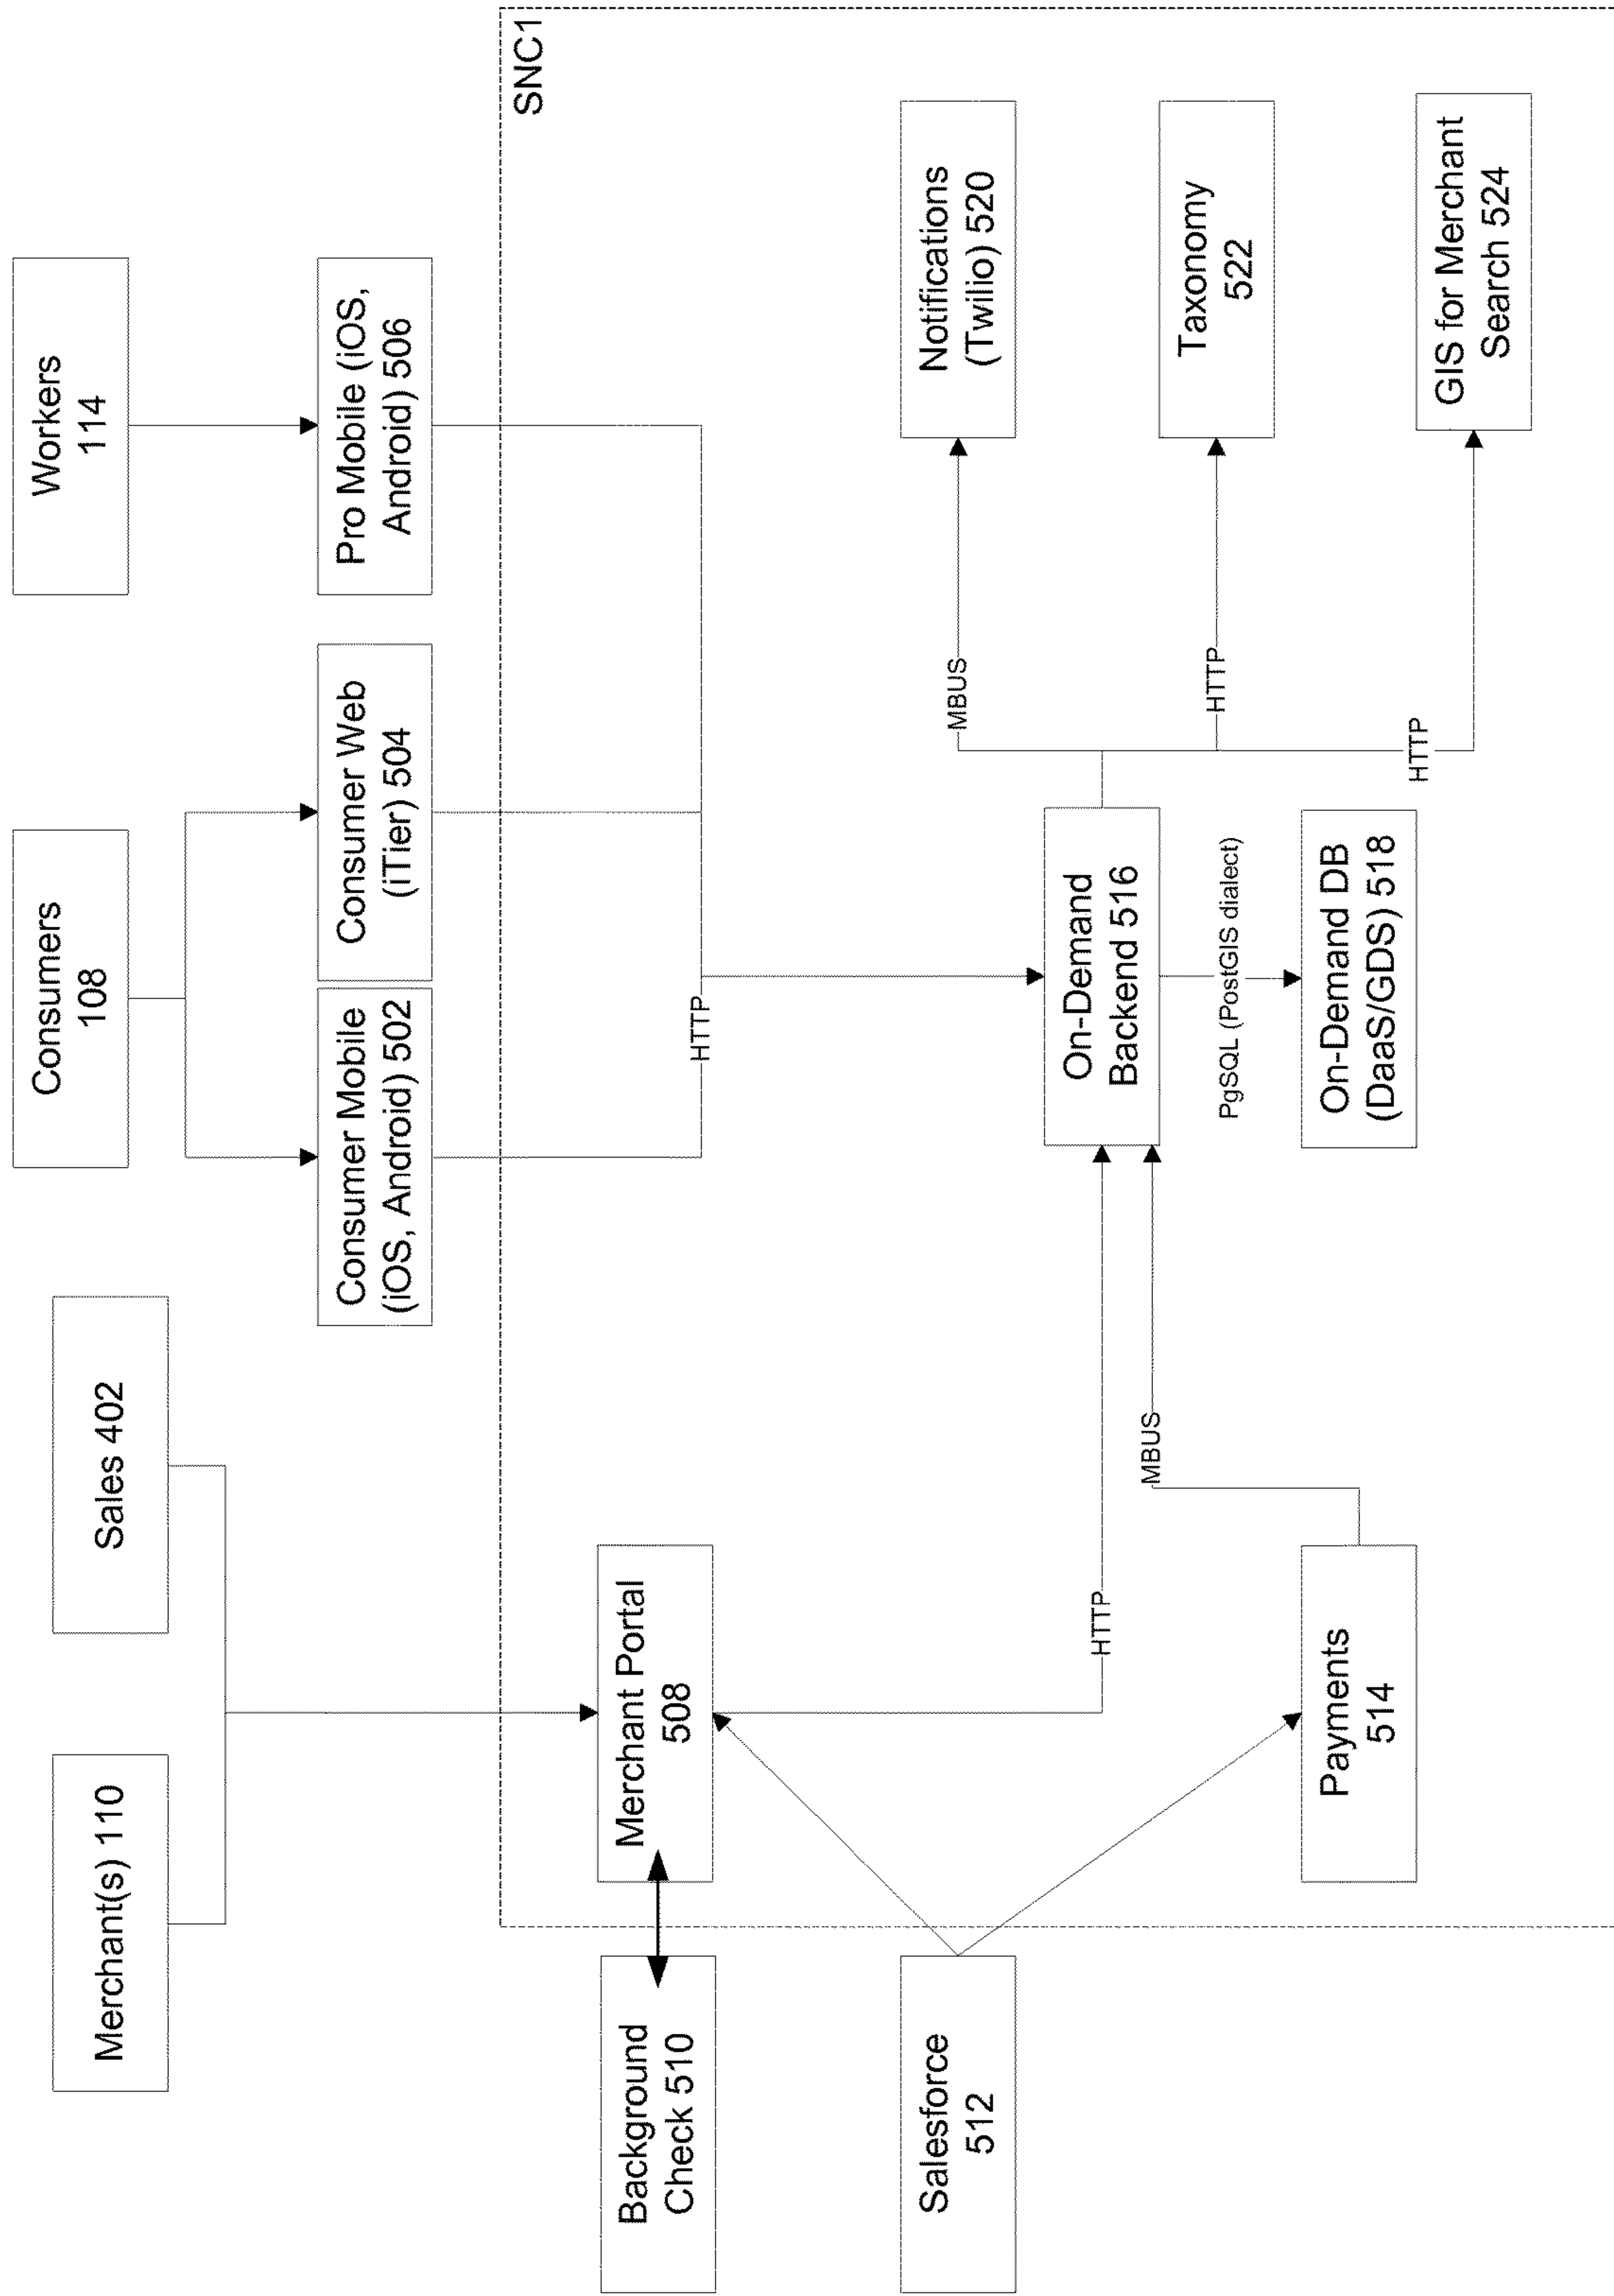 Merchant(s) 110
Sales 402
Consumers
108
Workers
114
Consumer Mobile
(iOS, Android) 502
Consumer Web
(iTier) 504
Pro Mobile (iOS,
Android) 506
SNC1
Background
Check 510
Merchant Portal
508
HTTP
Salesforce
512
Notifications
(Twilio) 520
MBUS
On-Demand
Backend 516
HTTP
MBUS
HTTP
Taxonomy
522
PgSQL (PostGIS dialect)
Payments
514
On-Demand DB
(DaaS/GDS) 518
HTTP
GIS for Merchant
Search 524